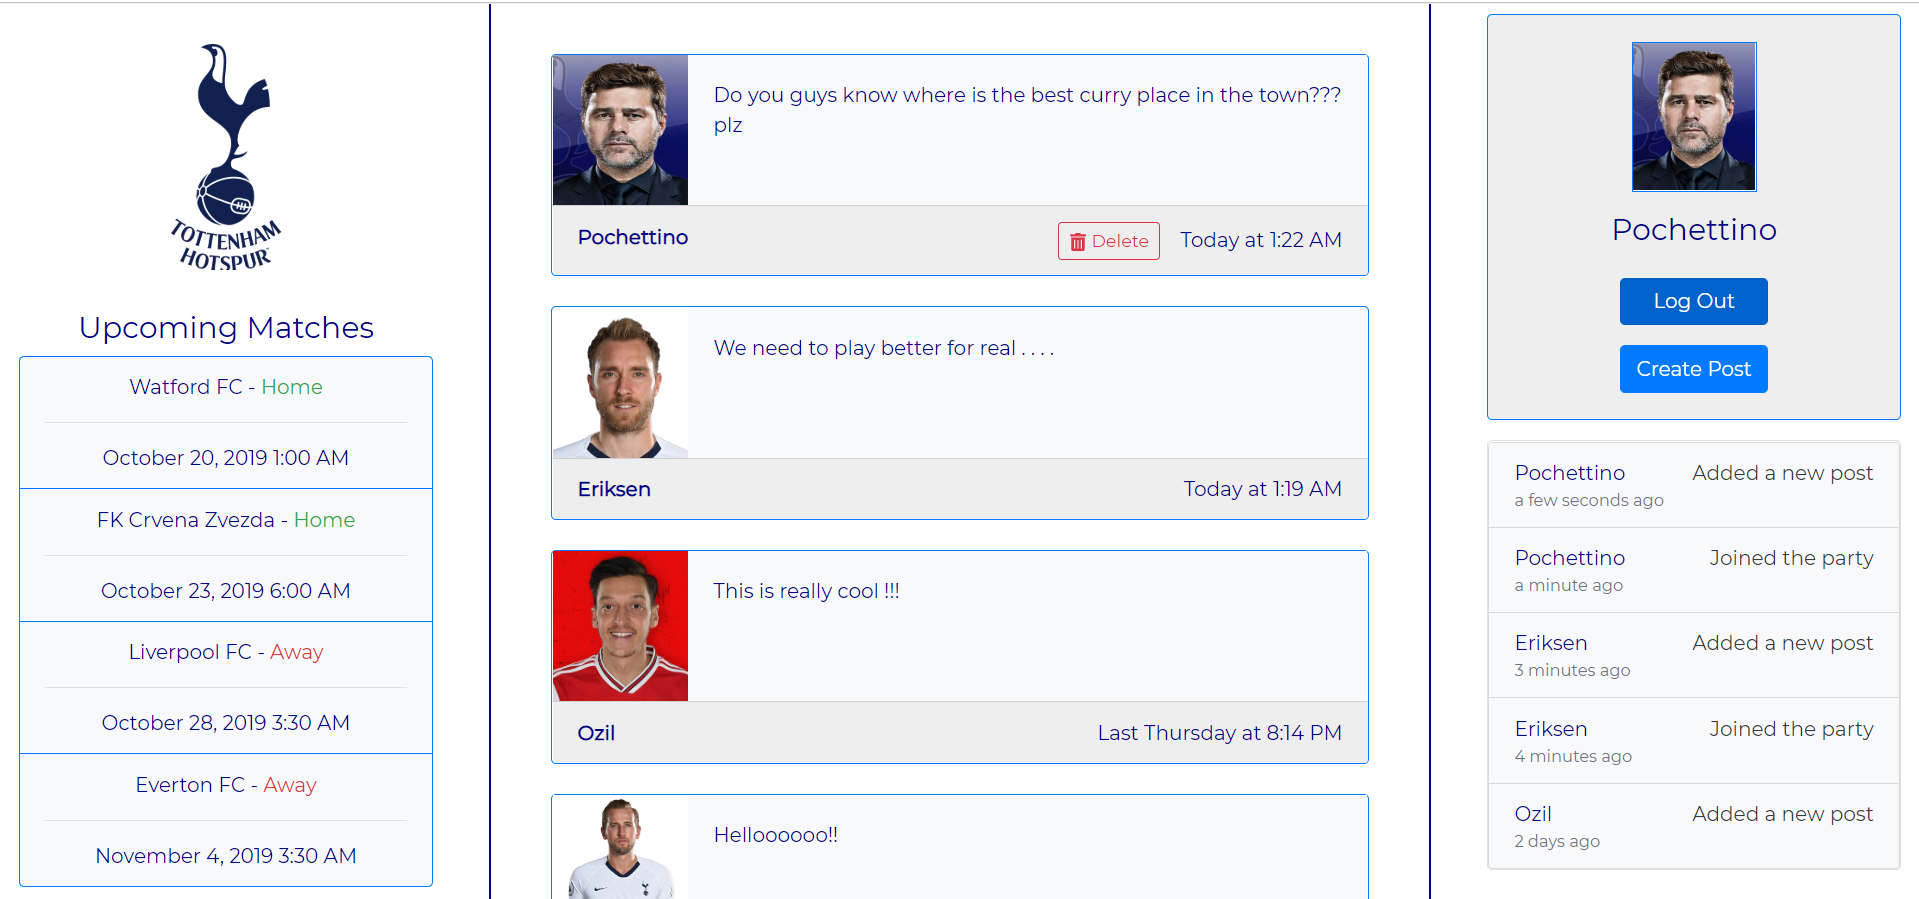 TOTTENHAM
HOTSPUR
Upcoming Matches
Watford FC - Home
October 20, 2019 1:00 AM
FK Crvena Zvezda - Home
October 23, 2019 6:00 AM
Liverpool FC - Away
October 28, 2019 3:30 AM
Everton FC - Away
November 4, 2019 3:30 AM
Do you guys know where is the best curry place in the town???
plz
Pochettino
Delete
Today at 1:22 AM
We need to play better for real . . . .
Eriksen
Today at 1:19 AM
This is really cool !!!
Ozil
Last Thursday at 8:14 PM
Helloooooo!!
Pochettino
Log Out
Create Post
Pochettino
Added a new post
a few seconds ago
Pochettino
Joined the party
a minute ago
Eriksen
Added a new post
3 minutes ago
Eriksen
Joined the party
4 minutes ago
Ozil
Added a new post
2 days ago